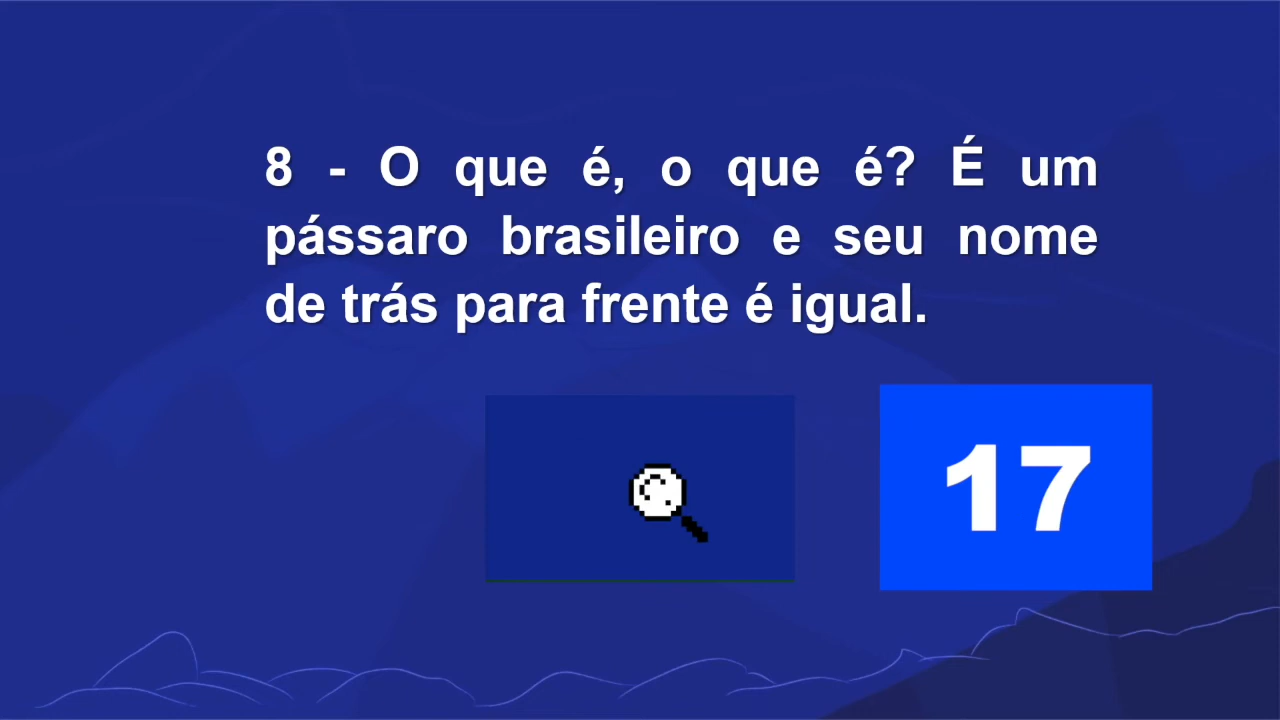 8 - O que é, o que é? É um
pássaro brasileiro e seu nome
de trás para frente é igual.
17